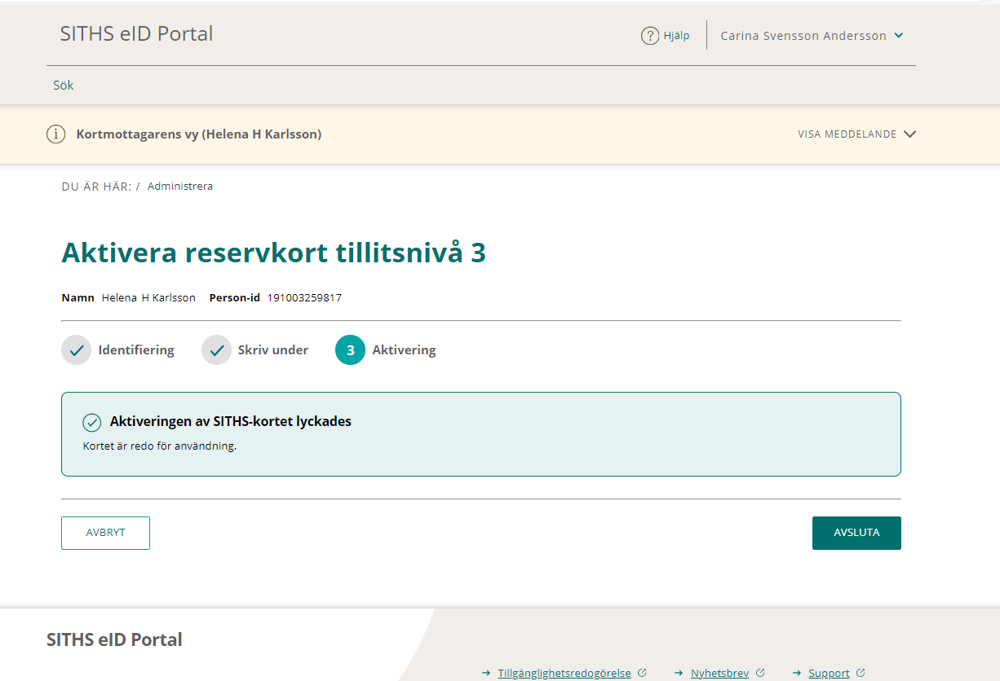 SITHS eID Portal
? Hjälp
Carina Svensson Andersson
Sök
Kortmottagarens vy (Helena H Karlsson)
VISA MEDDELANDE
DU ÄR HÄR: / Administrera
Aktivera reservkort tillitsnivå 3
Namn Helena H Karlsson Person-id 191003259817
Identifiering
Skriv under
3 Aktivering
Aktiveringen av SITHS-kortet lyckades
Kortet är redo för användning.
AVBRYT
AVSLUTA
SITHS eID Portal
→ Tillgänglighetsredogörelse
→ Nyhetsbrev
→ Support